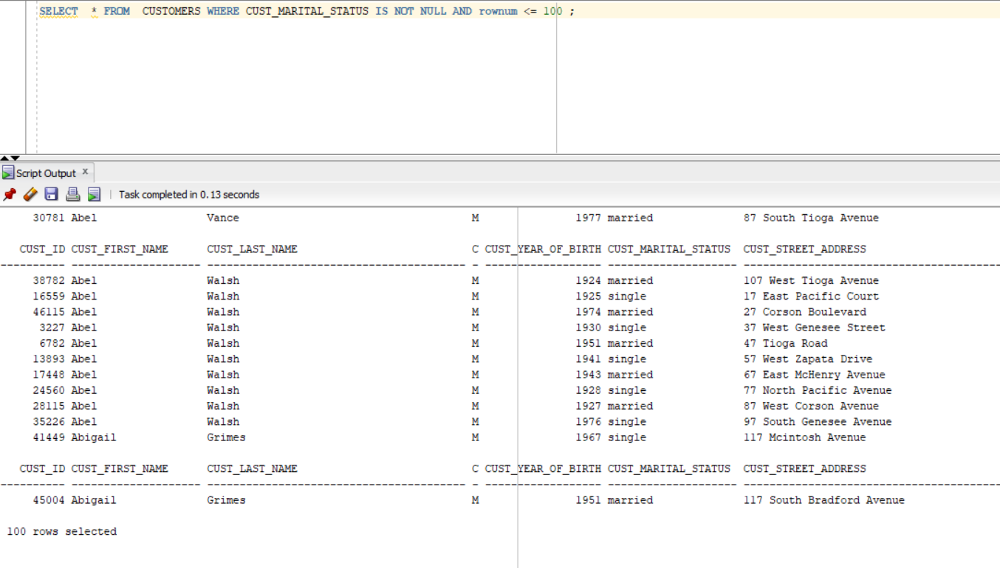 SELECT * FROM CUSTOMERS WHERE CUST_MARITAL_STATUS IS NOT NULL AND rownum <= 100 ;
Script Output x
Task completed in 0.13 seconds
30781 Abel Vance M 1977 married 87 South Tioga Avenue
CUST_ID CUST_FIRST_NAME CUST_LAST_NAME C CUST_YEAR_OF_BIRTH CUST_MARITAL_STATUS CUST_STREET_ADDRESS
38782 Abel Walsh M 1924 married 107 West Tioga Avenue
16559 Abel Walsh M 1925 single 17 East Pacific Court
46115 Abel Walsh M 1974 married 27 Corson Boulevard
3227 Abel Walsh M 1930 single 37 West Genesee Street
6782 Abel Walsh M 1951 married 47 Tioga Road
13893 Abel Walsh M 1941 single 57 West Zapata Drive
17448 Abel Walsh M 1943 married 67 East McHenry Avenue
24560 Abel Walsh M 1928 single 77 North Pacific Avenue
28115 Abel Walsh M 1927 married 87 West Corson Avenue
35226 Abel Walsh M 1976 single 97 South Genesee Avenue
41449 Abigail Grimes M 1967 single 117 Mcintosh Avenue
CUST_ID CUST_FIRST_NAME CUST_LAST_NAME C CUST_YEAR_OF_BIRTH CUST_MARITAL_STATUS CUST_STREET_ADDRESS
45004 Abigail Grimes M 1951 married 117 South Bradford Avenue
100 rows selected